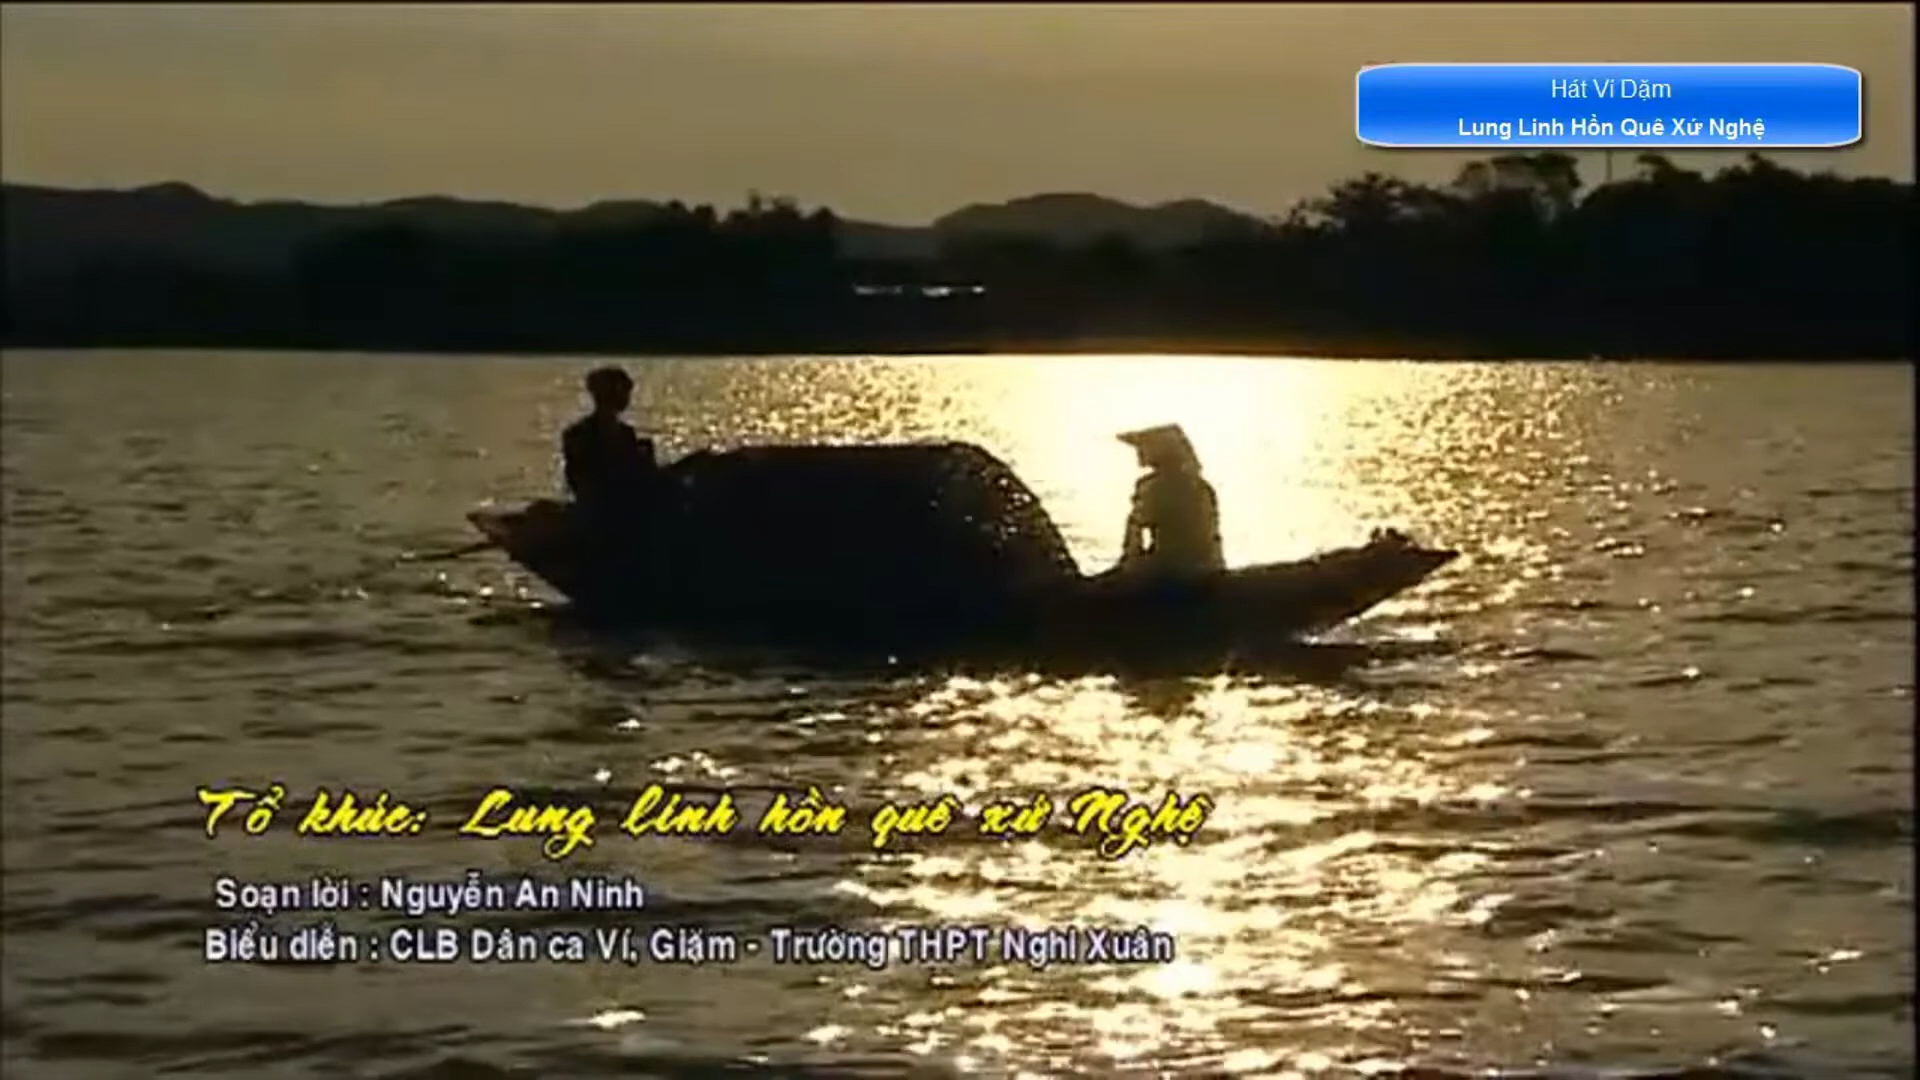 Hát Ví Dặm
Lung Linh Hồn Quê Xứ Nghệ
Tổ khúc: Lung linh hồn quê xứ Nghệ
Soạn lời : Nguyễn An Ninh
Biểu diễn : CLB Dân ca Ví, Giặm - Trường THPT Nghi Xuân